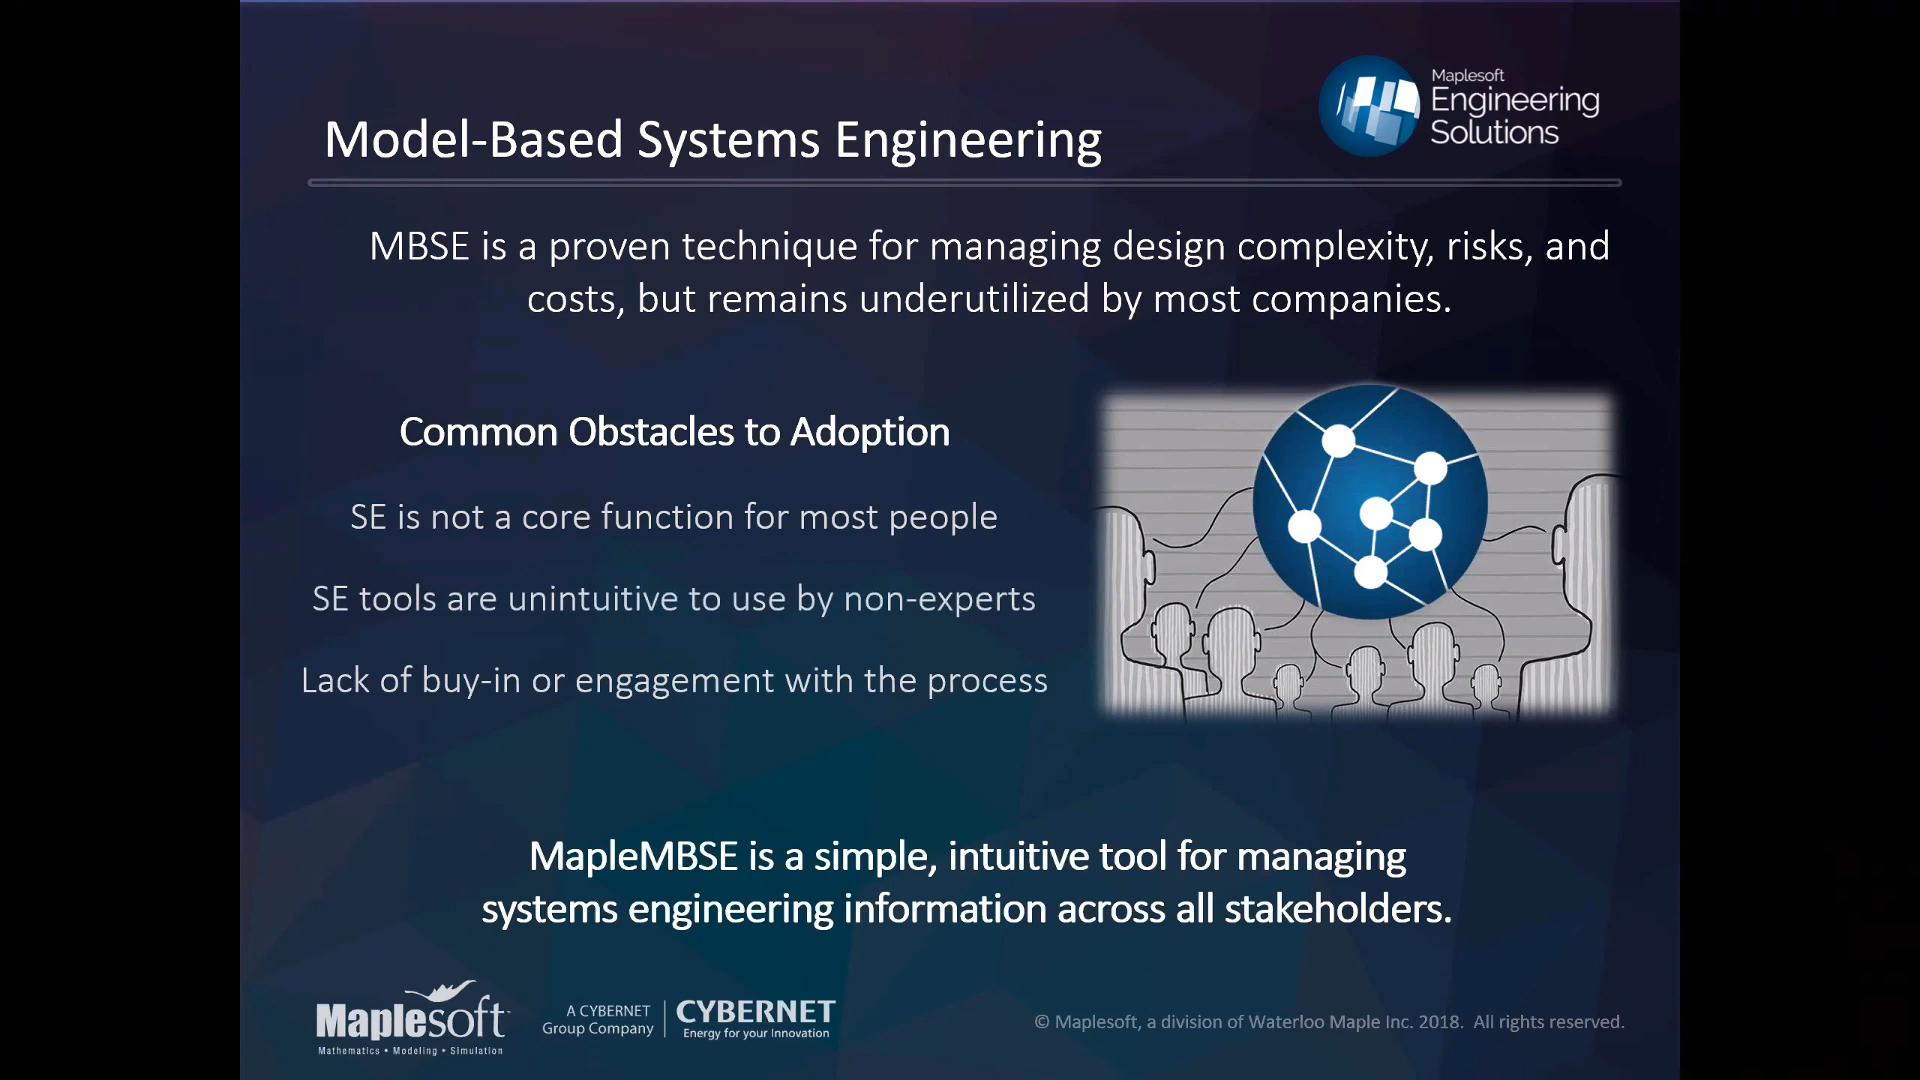 Maplesoft
Engineering
Solutions
Model-Based Systems Engineering
MBSE is a proven technique for managing design complexity, risks, and
costs, but remains underutilized by most companies.
Common Obstacles to Adoption
SE is not a core function for most people
SE tools are unintuitive to use by non-experts
Lack of buy-in or engagement with the process
MapleMBSE is a simple, intuitive tool for managing
systems engineering information across all stakeholders.
Maplesoft
Mathematics • Modeling • Simulation
A CYBERNET
Group Company
CYBERNET
Energy for your Innovation
© Maplesoft, a division of Waterloo Maple Inc. 2018. All rights reserved.